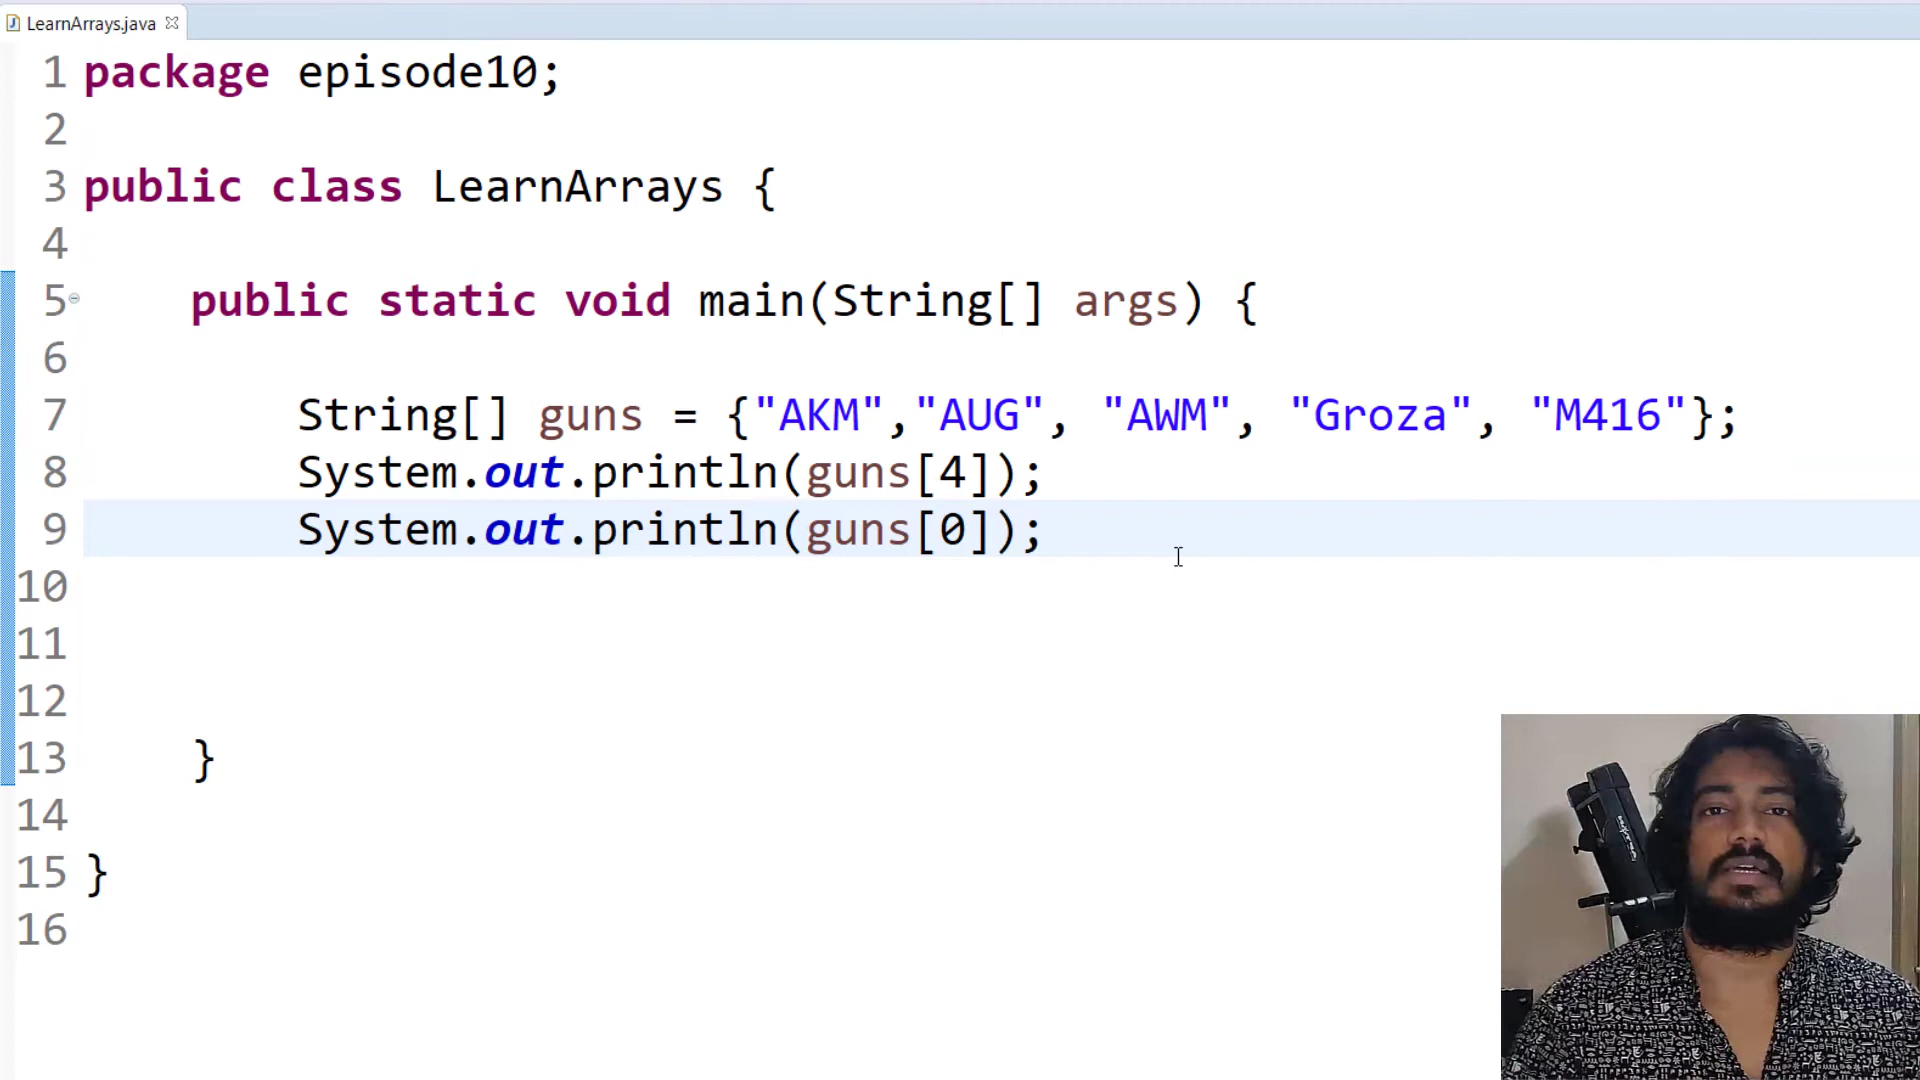 LearnArrays.java
1 package episode10;
2
3 public class LearnArrays {
4
5 public static void main(String[] args) {
6
7 String[] guns = {"AKM","AUG", "AWM", "Groza", "M416"};
8 System.out.println(guns[4]);
9 System.out.println(guns[0]);
10
11
12
13 }
14
15 }
16